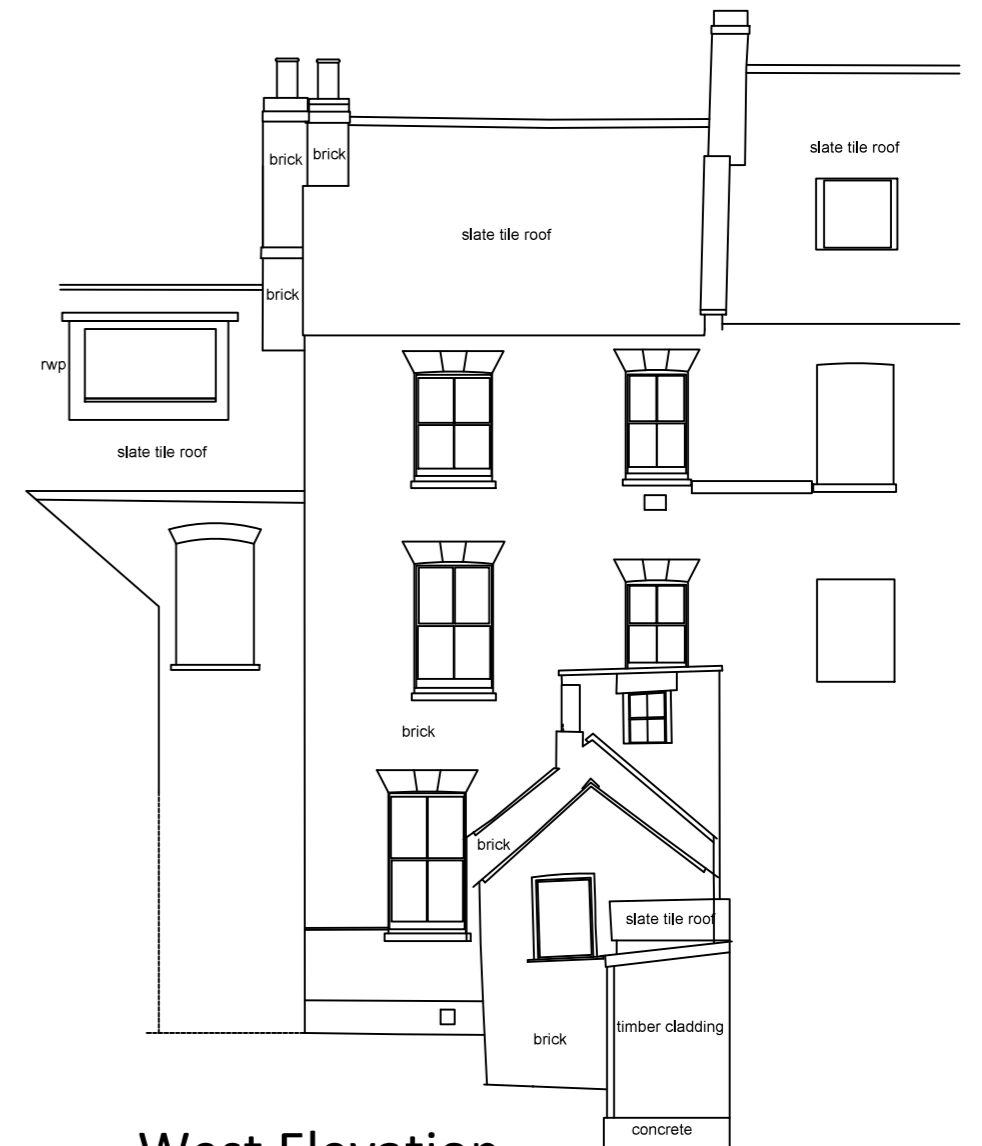 slate tile roof
brick
brick
slate tile roof
brick
rwp
slate tile roof
brick
brick
slate tile roof
timber cladding
brick
concrete
West Elevation